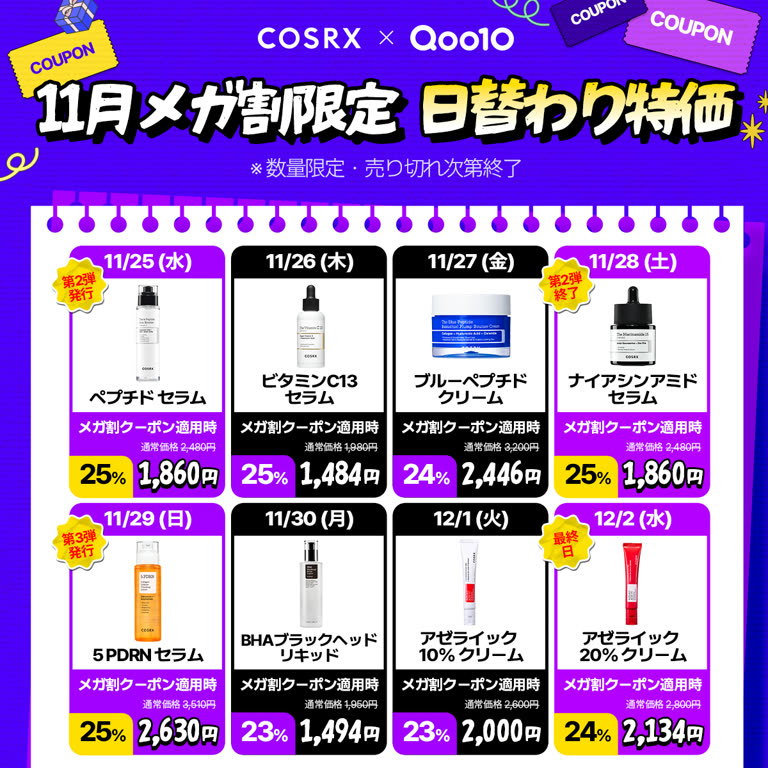 COUPON
COSRX × Qoo10
COUPON
COUPON
11月メガ割限定 日替わり特価
※数量限定・売り切れ次第終了
11/25 (水)
第2弾
発行
COSRX
ペプチド セラム
メガ割クーポン適用時
通常価格 2,480円
25% 1,860円
11/26 (木)
The Vitamin C 13
COSRX
ビタミンC13
セラム
メガ割クーポン適用時
通常価格 1,980円
25% 1,484円
11/27 (金)
COSRX
ブルーペプチド
クリーム
メガ割クーポン適用時
通常価格 3,200円
24% 2,446円
11/28 (土)
第2弾
終了
COSRX
ナイアシンアミド
セラム
メガ割クーポン適用時
通常価格 2,480円
25% 1,860円
11/29 (日)
第3弾
発行
5 PDRN
COSRX
5 PDRN セラム
メガ割クーポン適用時
通常価格 3,510円
25% 2,630円
11/30 (月)
BHAブラックヘッド
リキッド
メガ割クーポン適用時
通常価格 1,950円
23% 1,494円
12/1 (火)
アゼライック
10% クリーム
メガ割クーポン適用時
通常価格 2,600円
23% 2,000円
12/2 (水)
最終
日
アゼライック
20% クリーム
メガ割クーポン適用時
通常価格 2,800円
24% 2,134円